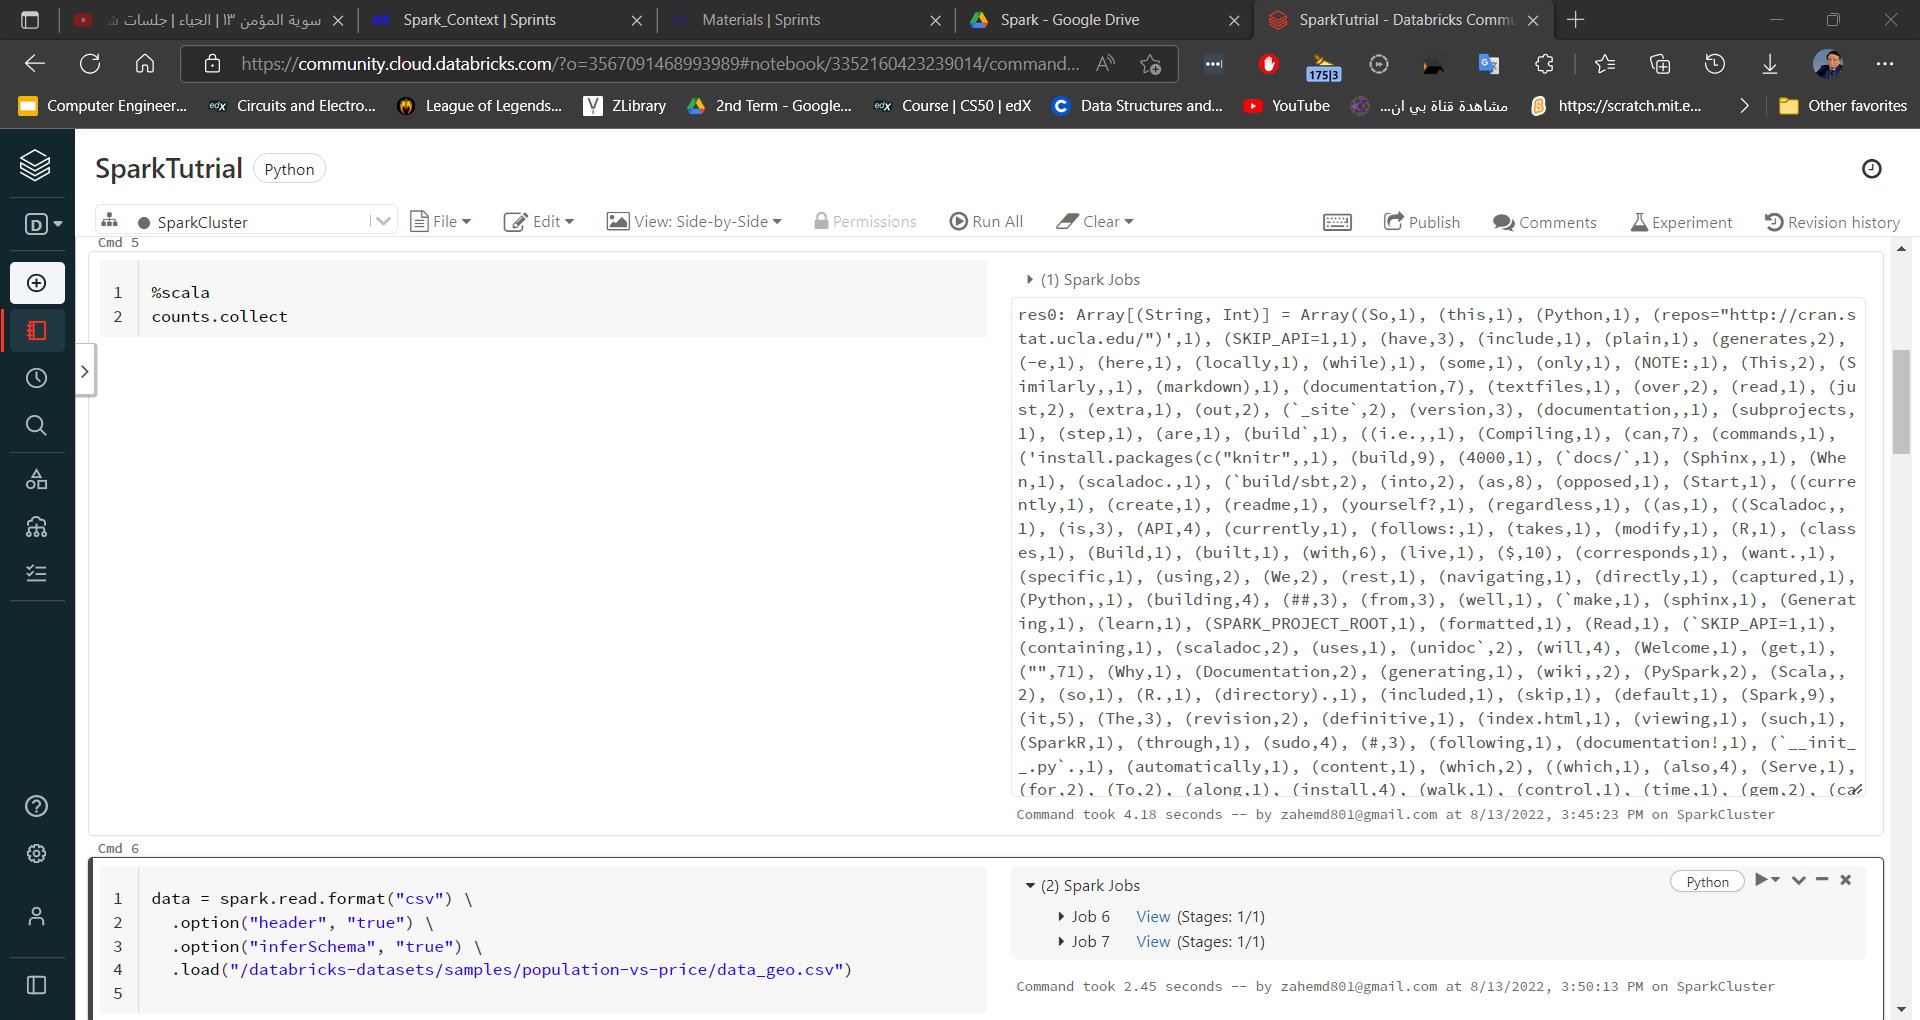 سوية المؤمن ١٣ | الحياء | جلسات ش
Spark_Context | Sprints
Materials | Sprints
Spark - Google Drive
SparkTutrial - Databricks Commu
https://community.cloud.databricks.com/?o=3567091468993989#notebook/3352160423239014/command...
175|3
Computer Engineer...
Circuits and Electro...
League of Legends...
ZLibrary
2nd Term - Google...
Course | CS50 | edX
Data Structures and...
YouTube
مشاهدة قناة بي ان...
https://scratch.mit.e...
Other favorites
SparkTutrial
Python
SparkCluster
File
Edit
View: Side-by-Side
Permissions
Run All
Clear
Publish
Comments
Experiment
Revision history
Cmd 5
1 %scala
2 counts.collect
(1) Spark Jobs
res0: Array[(String, Int)] = Array((So,1), (this,1), (Python,1), (repos="http://cran.s
tat.ucla.edu/")',1), (SKIP_API=1,1), (have,3), (include,1), (plain,1), (generates,2),
(-e,1), (here,1), (locally,1), (while),1), (some,1), (only,1), (NOTE:,1), (This,2), (S
imilarly,,1), (markdown),1), (documentation,7), (textfiles,1), (over,2), (read,1), (ju
st,2), (extra,1), (out,2), (`_site`,2), (version,3), (documentation,,1), (subprojects,
1), (step,1), (are,1), (build`,1), ((i.e.,,1), (Compiling,1), (can,7), (commands,1),
('install.packages(c("knitr",,1), (build,9), (4000,1), (`docs/`,1), (Sphinx,,1), (Whe
n,1), (scaladoc.,1), (`build/sbt,2), (into,2), (as,8), (opposed,1), (Start,1), ((curre
ntly,1), (create,1), (readme,1), (yourself?,1), (regardless,1), ((as,1), ((Scaladoc,,
1), (is,3), (API,4), (currently,1), (follows:,1), (takes,1), (modify,1), (R,1), (class
es,1), (Build,1), (built,1), (with,6), (live,1), ($,10), (corresponds,1), (want.,1),
(specific,1), (using,2), (We,2), (rest,1), (navigating,1), (directly,1), (captured,1),
(Python,,1), (building,4), (##,3), (from,3), (well,1), (`make,1), (sphinx,1), (Generat
ing,1), (learn,1), (SPARK_PROJECT_ROOT,1), (formatted,1), (Read,1), (`SKIP_API=1,1),
(containing,1), (scaladoc,2), (uses,1), (unidoc`,2), (will,4), (Welcome,1), (get,1),
("",71), (Why,1), (Documentation,2), (generating,1), (wiki,,2), (PySpark,2), (Scala,,
2), (so,1), (R.,1), (directory).,1), (included,1), (skip,1), (default,1), (Spark,9),
(it,5), (The,3), (revision,2), (definitive,1), (index.html,1), (viewing,1), (such,1),
(SparkR,1), (through,1), (sudo,4), (#,3), (following,1), (documentation!,1), (`__init_
_.py`.,1), (automatically,1), (content,1), (which,2), ((which,1), (also,4), (Serve,1),
(for,2), (To,2), (along,1), (install,4), (walk,1), (control,1), (time,1), (gem,2), (ca
Command took 4.18 seconds -- by zahemd801@gmail.com at 8/13/2022, 3:45:23 PM on SparkCluster
Cmd 6
1 data = spark.read.format("csv") \
2 .option("header", "true") \
3 .option("inferSchema", "true") \
4 .load("/databricks-datasets/samples/population-vs-price/data_geo.csv")
5
(2) Spark Jobs
Python
Job 6 View (Stages: 1/1)
Job 7 View (Stages: 1/1)
Command took 2.45 seconds -- by zahemd801@gmail.com at 8/13/2022, 3:50:13 PM on SparkCluster